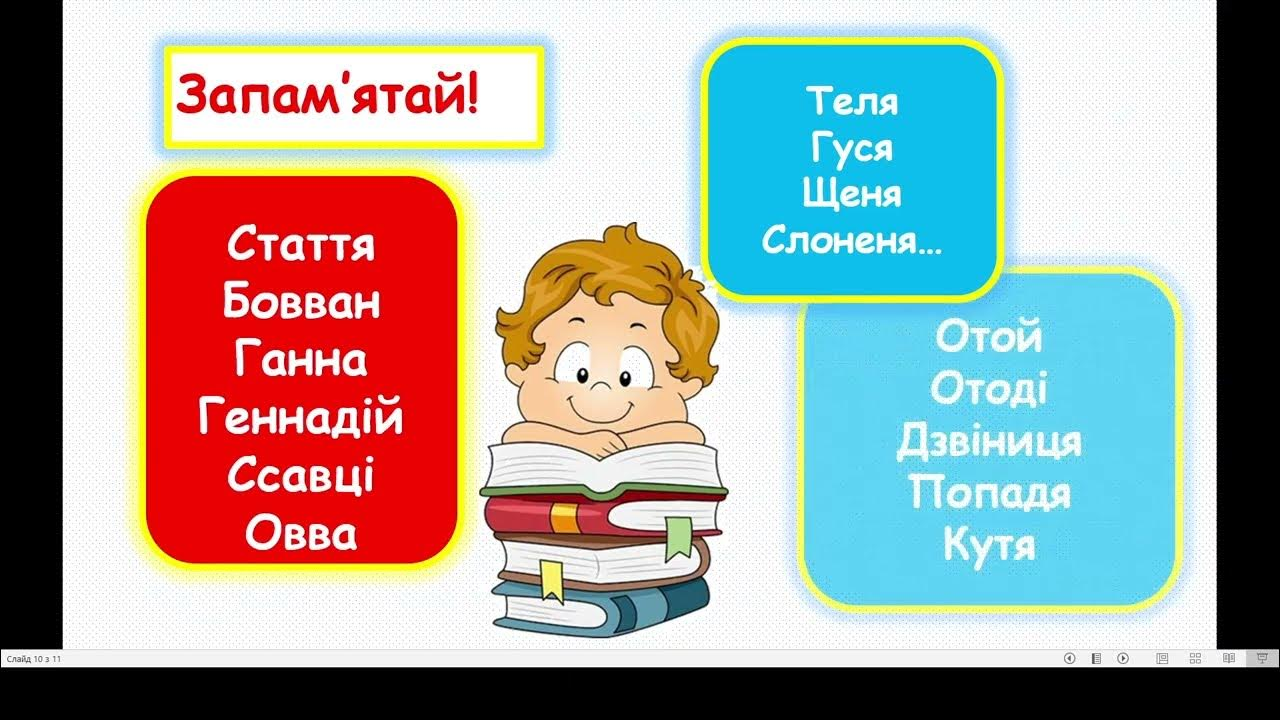 Запам’ятай!
Стаття
Бовван
Ганна
Геннадій
Ссавці
Овва
Теля
Гуся
Щеня
Слоненя...
Отой
Отоді
Дзвіниця
Попадя
Кутя
Слайд 10 з 11